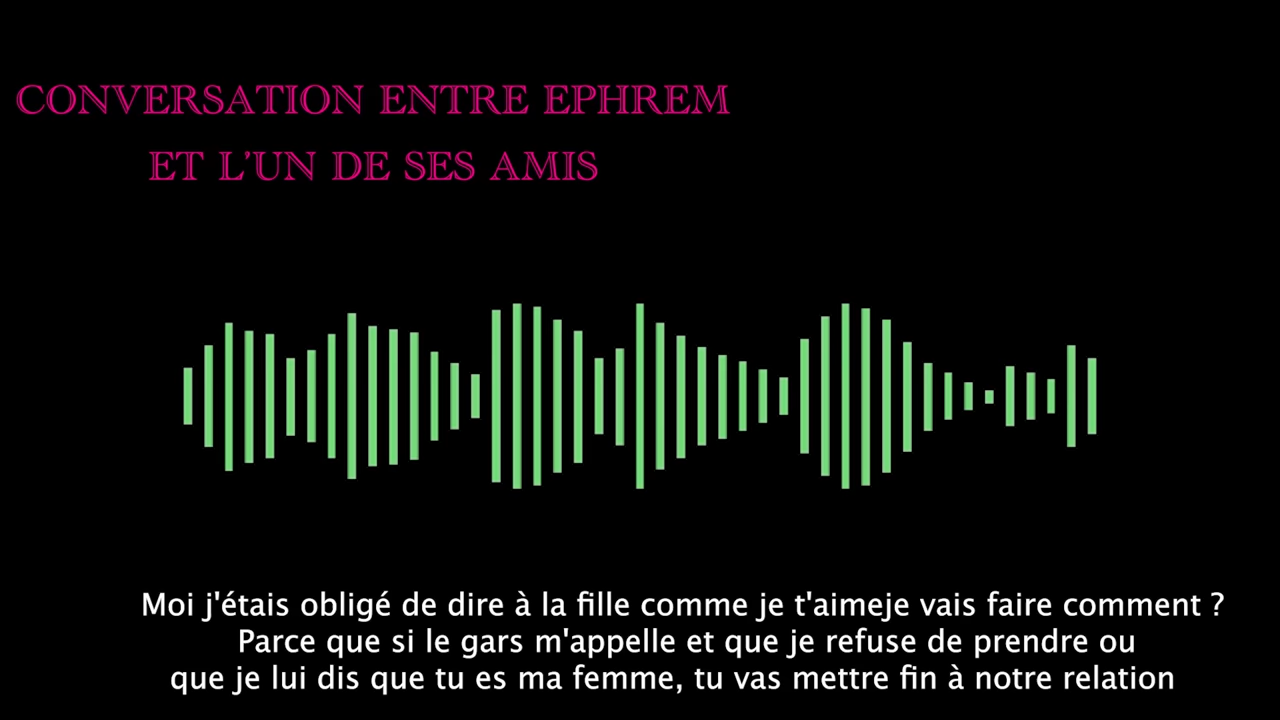 CONVERSATION ENTRE EPHREM
ET L'UN DE SES AMIS
Moi j'étais obligé de dire à la fille comme je t'aimeje vais faire comment ?
Parce que si le gars m'appelle et que je refuse de prendre ou
que je lui dis que tu es ma femme, tu vas mettre fin à notre relation